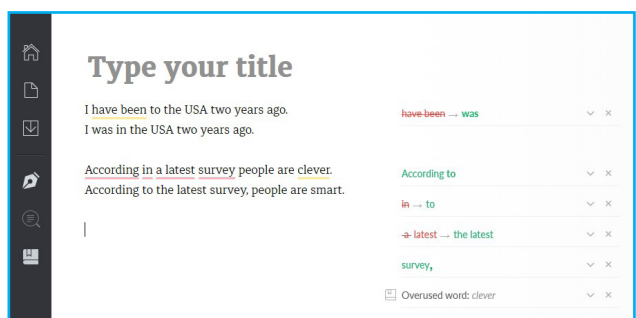 Type your title
I have been to the USA two years ago.
have been → was
I was in the USA two years ago.
According in a latest survey people are clever.
According to
According to the latest survey, people are smart.
in → to
a latest → the latest
survey,
Overused word: clever